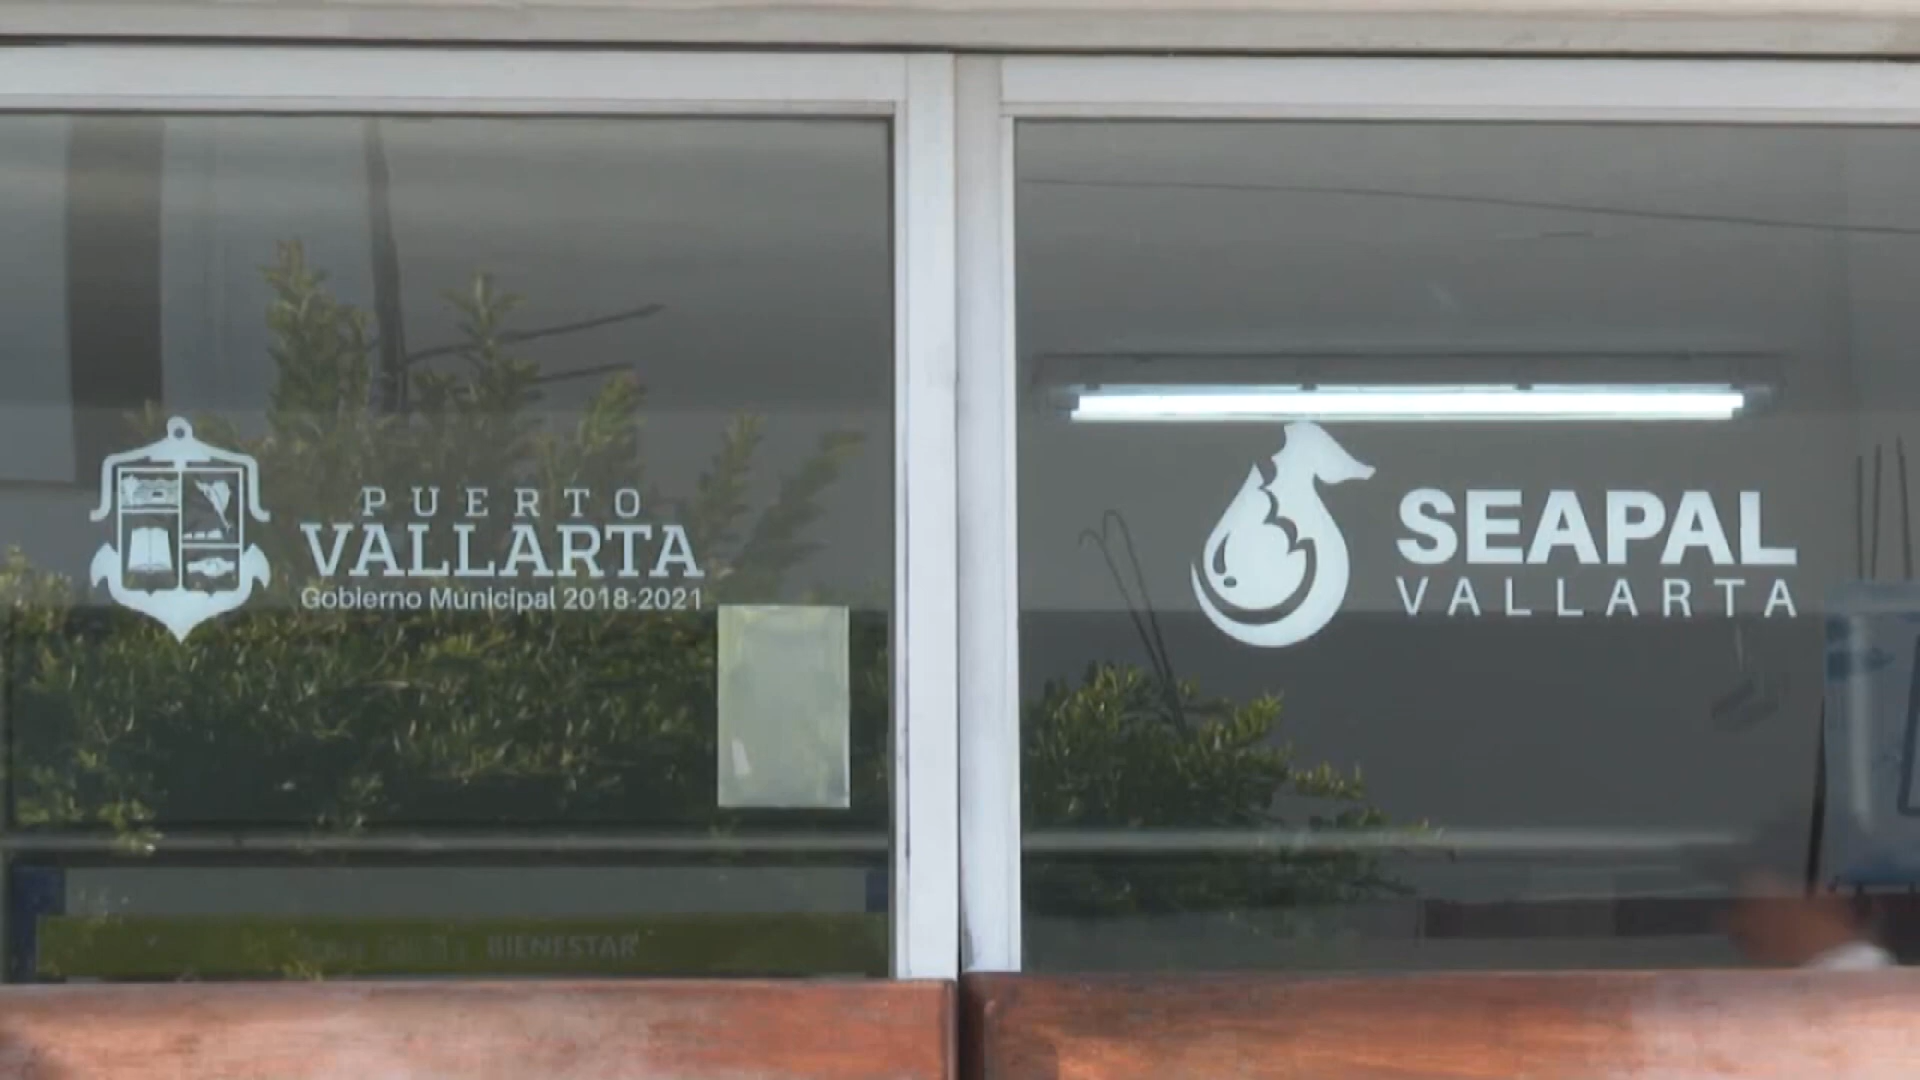 PUERTO
VALLARTA
Gobierno Municipal 2018-2021
SEAPAL
VALLARTA
BIENESTAR